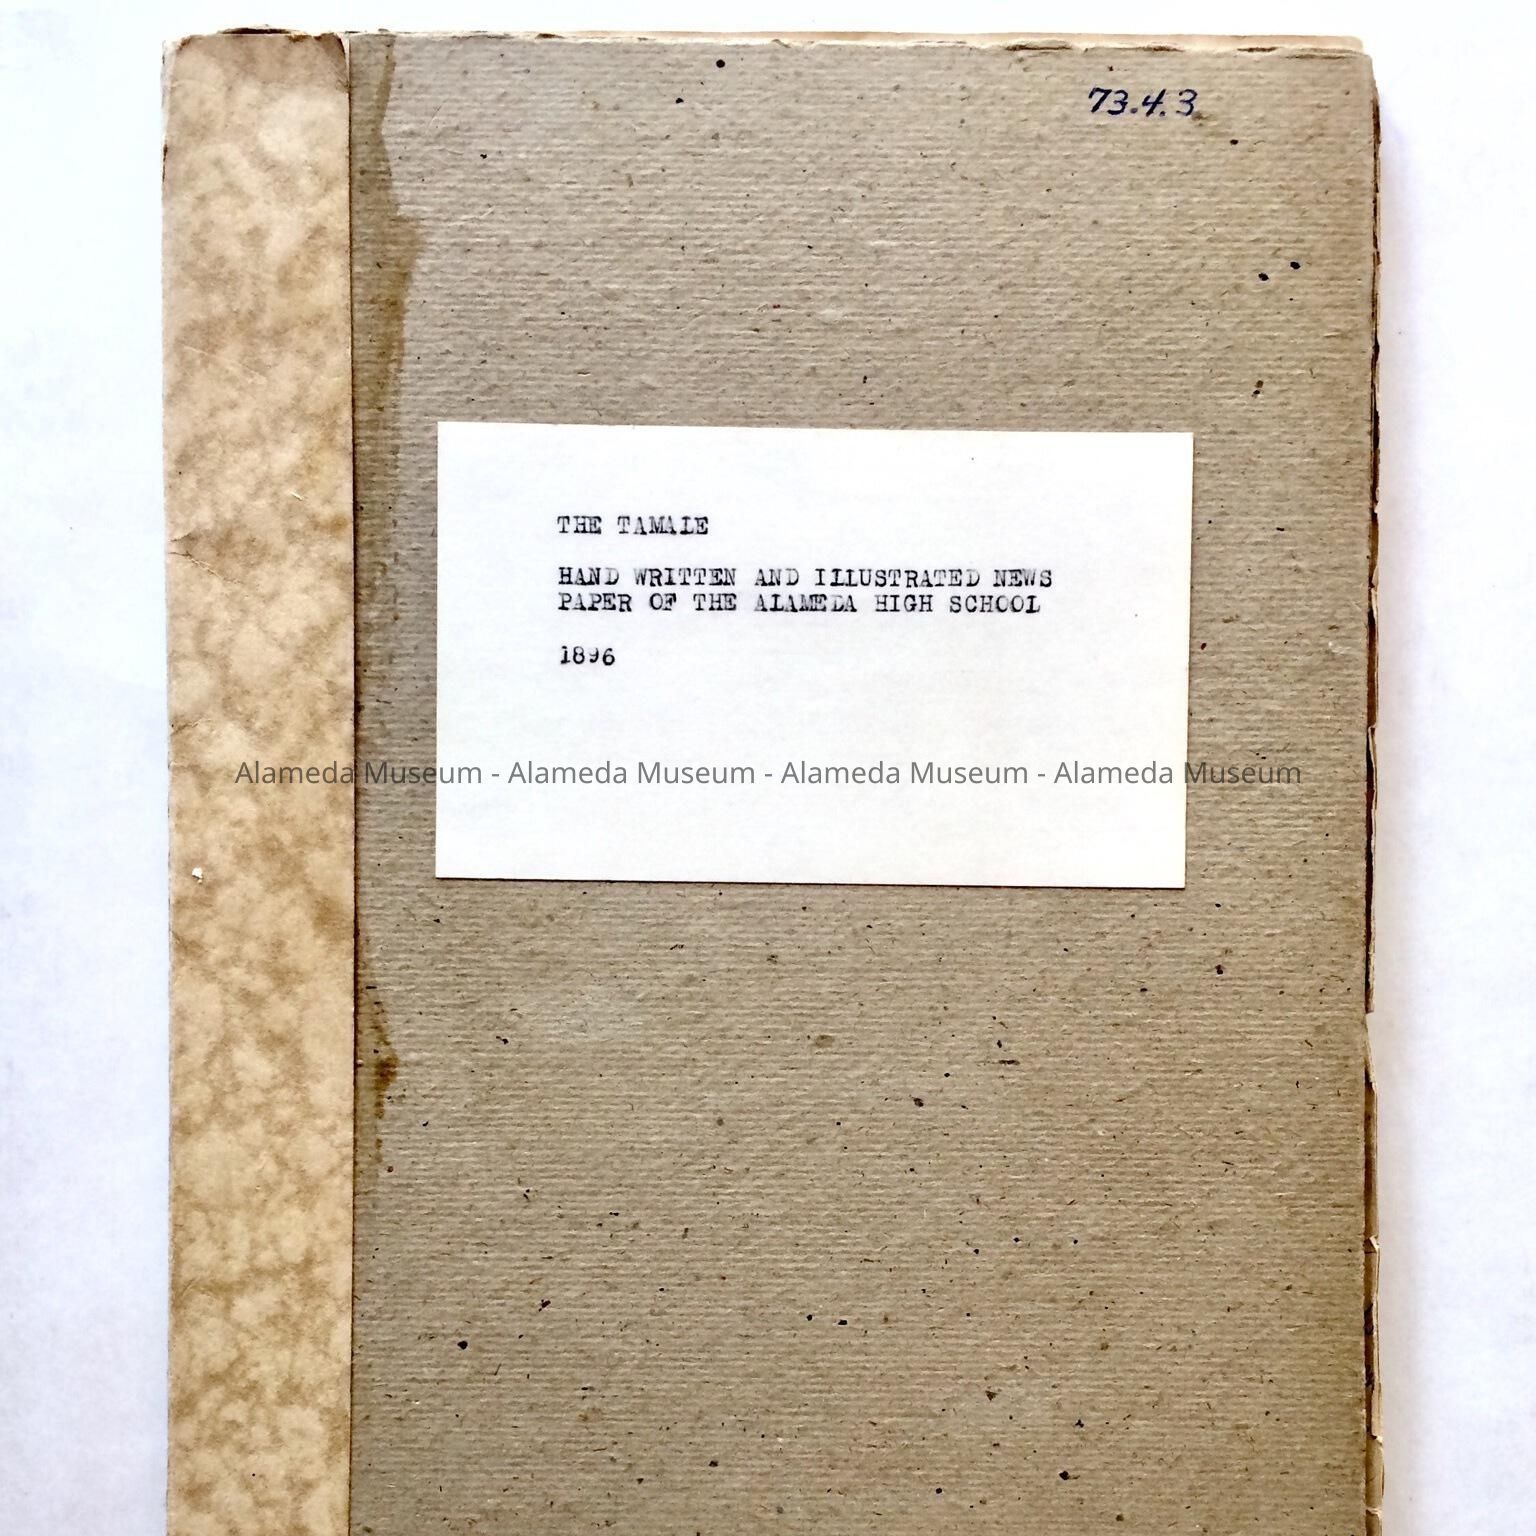 73.4.3
THE TAMALE
HAND WRITTEN AND ILLUSTRATED NEWS
PAPER OF THE ALAMEDA HIGH SCHOOL
1896
Alameda Museum - Alameda Museum - Alameda Museum - Alameda Museum